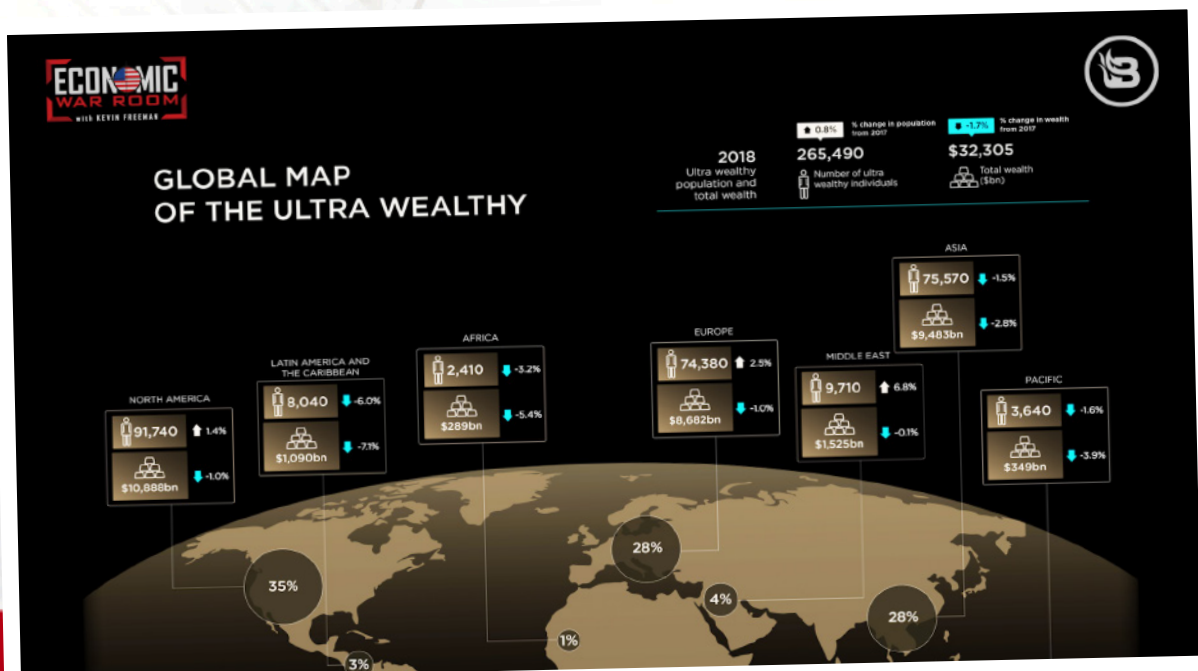 ECONOMIC
WAR ROOM
with KEVIN FREEMAN
B
GLOBAL MAP
OF THE ULTRA WEALTHY
2018
Ultra wealthy
population and
total wealth
0.8%
% change in population
from 2017
265,490
Number of ultra
wealthy individuals
-1.7%
% change in wealth
from 2017
$32,305
Total wealth
($bn)
NORTH AMERICA
91,740 1.4%
$10,888bn -1.0%
LATIN AMERICA AND
THE CARIBBEAN
8,040 -6.0%
$1,090bn -7.1%
AFRICA
2,410 -3.2%
$289bn -5.4%
EUROPE
74,380 2.5%
$8,682bn -1.0%
MIDDLE EAST
9,710 6.8%
$1,525bn -0.1%
ASIA
75,570 -1.5%
$9,483bn -2.8%
PACIFIC
3,640 -1.6%
$349bn -3.9%
35%
3%
1%
28%
4%
28%